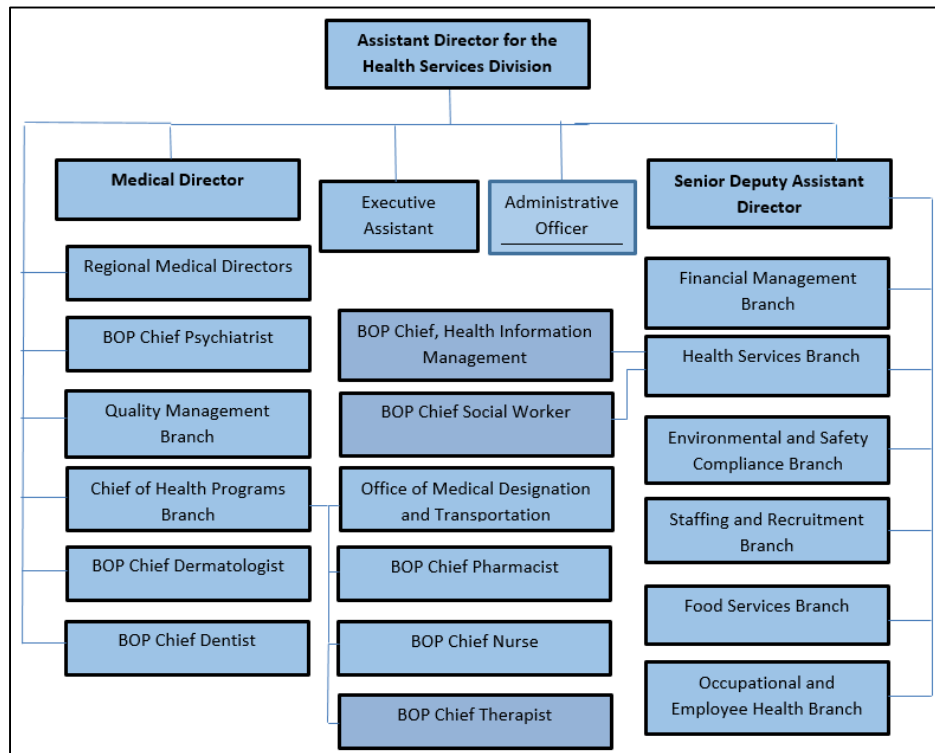 Assistant Director for the
Health Services Division
Medical Director
Executive
Assistant
Administrative
Officer
Senior Deputy Assistant
Director
Regional Medical Directors
BOP Chief Psychiatrist
Quality Management
Branch
Chief of Health Programs
Branch
BOP Chief Dermatologist
BOP Chief Dentist
BOP Chief, Health Information
Management
BOP Chief Social Worker
Office of Medical Designation
and Transportation
BOP Chief Pharmacist
BOP Chief Nurse
BOP Chief Therapist
Financial Management
Branch
Health Services Branch
Environmental and Safety
Compliance Branch
Staffing and Recruitment
Branch
Food Services Branch
Occupational and
Employee Health Branch